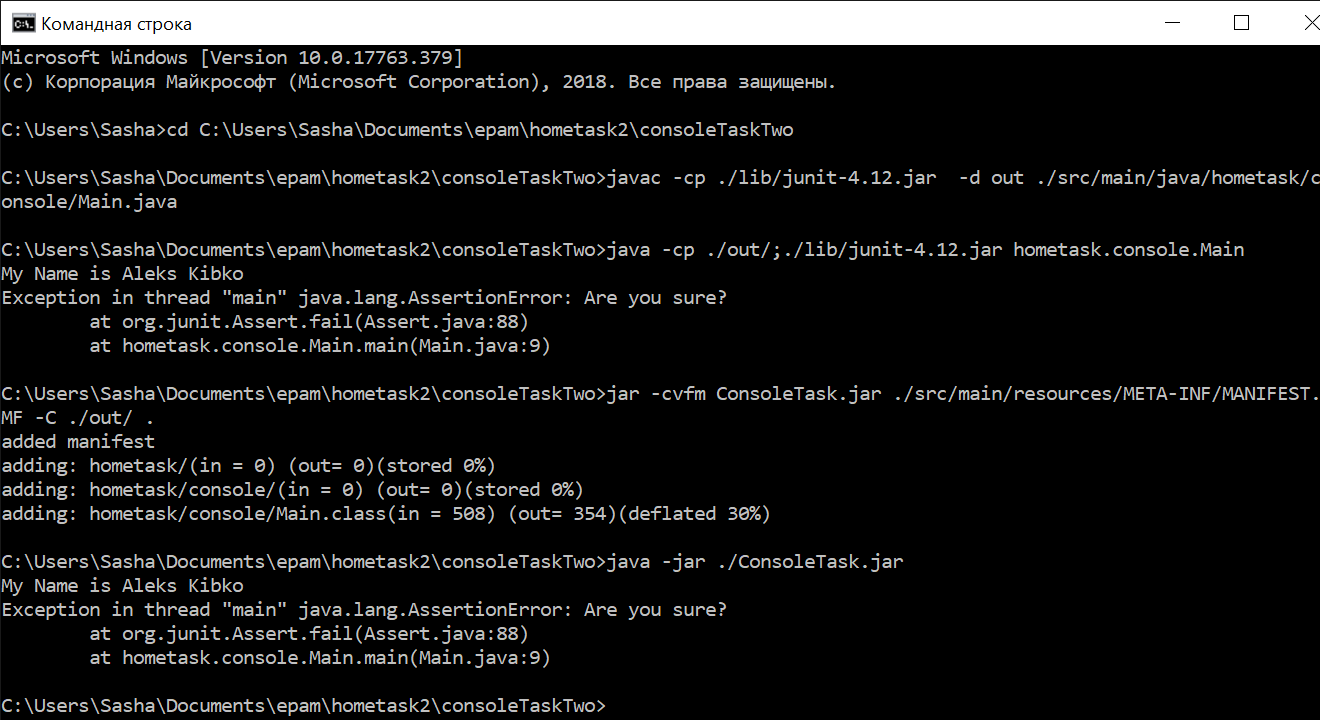 Командная строка
Microsoft Windows [Version 10.0.17763.379]
(c) Корпорация Майкрософт (Microsoft Corporation), 2018. Все права защищены.
C:\Users\Sasha>cd C:\Users\Sasha\Documents\epam\hometask2\consoleTaskTwo
C:\Users\Sasha\Documents\epam\hometask2\consoleTaskTwo>javac -cp ./lib/junit-4.12.jar  -d out ./src/main/java/hometask/c
onsole/Main.java
C:\Users\Sasha\Documents\epam\hometask2\consoleTaskTwo>java -cp ./out/;./lib/junit-4.12.jar hometask.console.Main
My Name is Aleks Kibko
Exception in thread "main" java.lang.AssertionError: Are you sure?
        at org.junit.Assert.fail(Assert.java:88)
        at hometask.console.Main.main(Main.java:9)
C:\Users\Sasha\Documents\epam\hometask2\consoleTaskTwo>jar -cvfm ConsoleTask.jar ./src/main/resources/META-INF/MANIFEST.
MF -C ./out/ .
added manifest
adding: hometask/(in = 0) (out= 0)(stored 0%)
adding: hometask/console/(in = 0) (out= 0)(stored 0%)
adding: hometask/console/Main.class(in = 508) (out= 354)(deflated 30%)
C:\Users\Sasha\Documents\epam\hometask2\consoleTaskTwo>java -jar ./ConsoleTask.jar
My Name is Aleks Kibko
Exception in thread "main" java.lang.AssertionError: Are you sure?
        at org.junit.Assert.fail(Assert.java:88)
        at hometask.console.Main.main(Main.java:9)
C:\Users\Sasha\Documents\epam\hometask2\consoleTaskTwo>